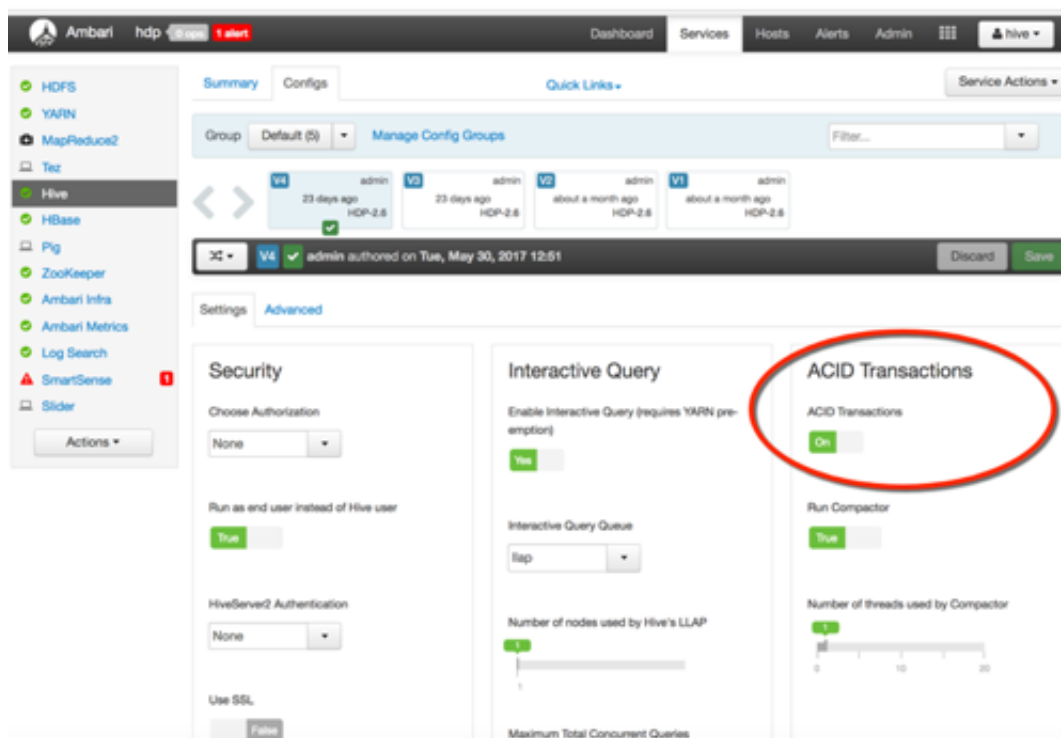 Ambari hdp 0 ops 1 alert Dashboard Services Hosts Alerts Admin hive
HDFS
YARN
MapReduce2
Tez
Hive
HBase
Pig
ZooKeeper
Ambari Infra
Ambari Metrics
Log Search
SmartSense 1
Slider
Actions
Summary Configs Quick Links Service Actions
Group Default (5) Manage Config Groups Filter...
V4 admin
23 days ago
HDP-2.6
V3 admin
23 days ago
HDP-2.6
V2 admin
about a month ago
HDP-2.6
V1 admin
about a month ago
HDP-2.6
V4 admin authored on Tue, May 30, 2017 12:51 Discard Save
Settings Advanced
Security
Choose Authorization
None
Run as end user instead of Hive user
True
HiveServer2 Authentication
None
Use SSL
False
Interactive Query
Enable Interactive Query (requires YARN pre-
emption)
Yes
Interactive Query Queue
llap
Number of nodes used by Hive's LLAP
1
1
Maximum Total Concurrent Queries
ACID Transactions
ACID Transactions
On
Run Compactor
True
Number of threads used by Compactor
1
0 10 20